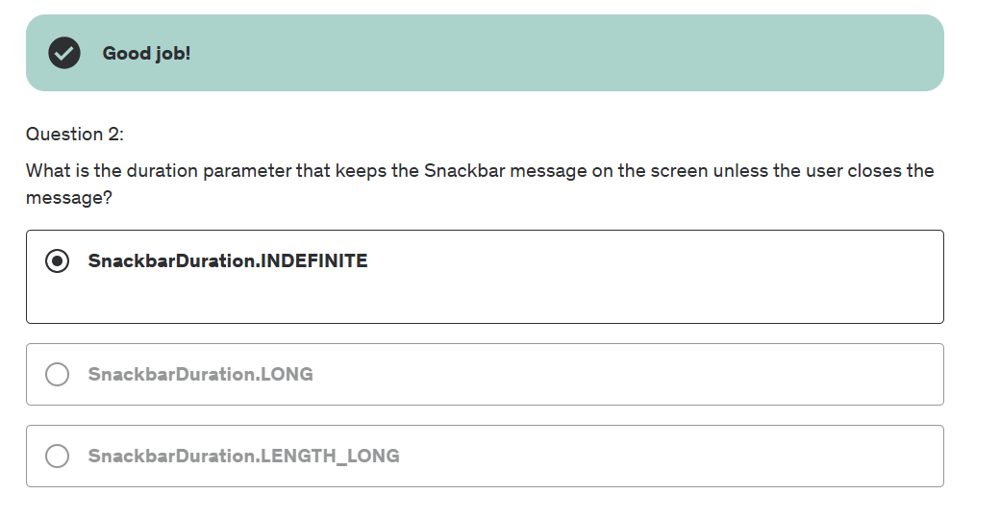 Good job!
Question 2:
What is the duration parameter that keeps the Snackbar message on the screen unless the user closes the
message?
SnackbarDuration.INDEFINITE
SnackbarDuration.LONG
SnackbarDuration.LENGTH_LONG